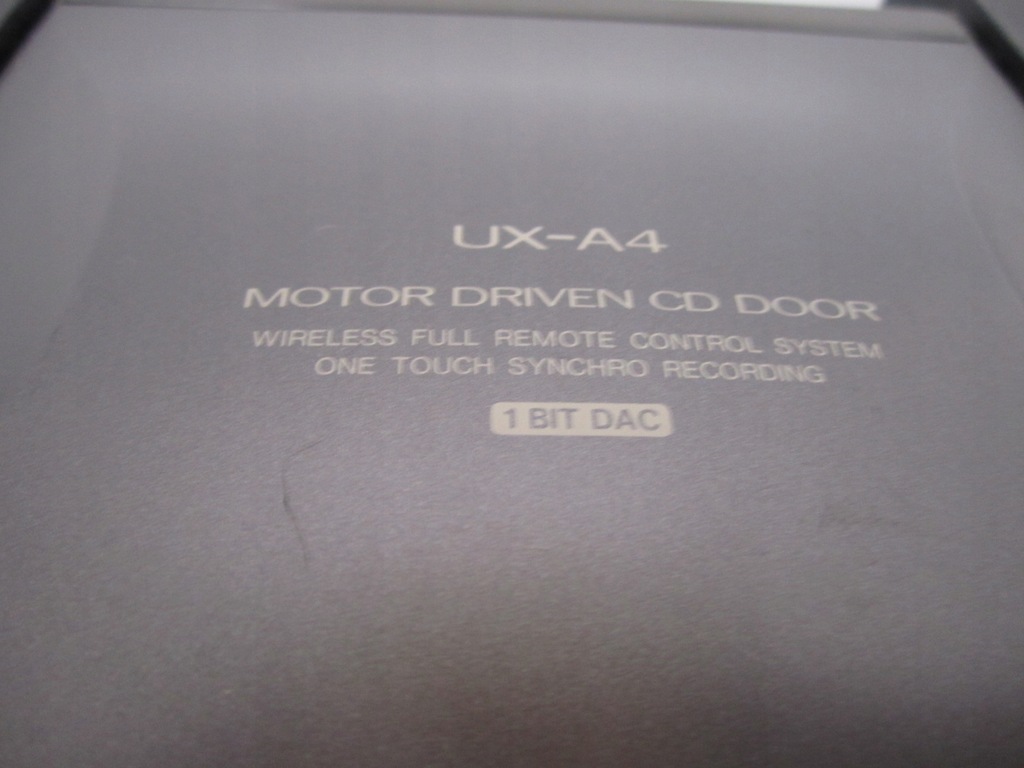 UX-A4
MOTOR DRIVEN CD DOOR
WIRELESS FULL REMOTE CONTROL SYSTEM
ONE TOUCH SYNCHRO RECORDING
1 BIT DAC